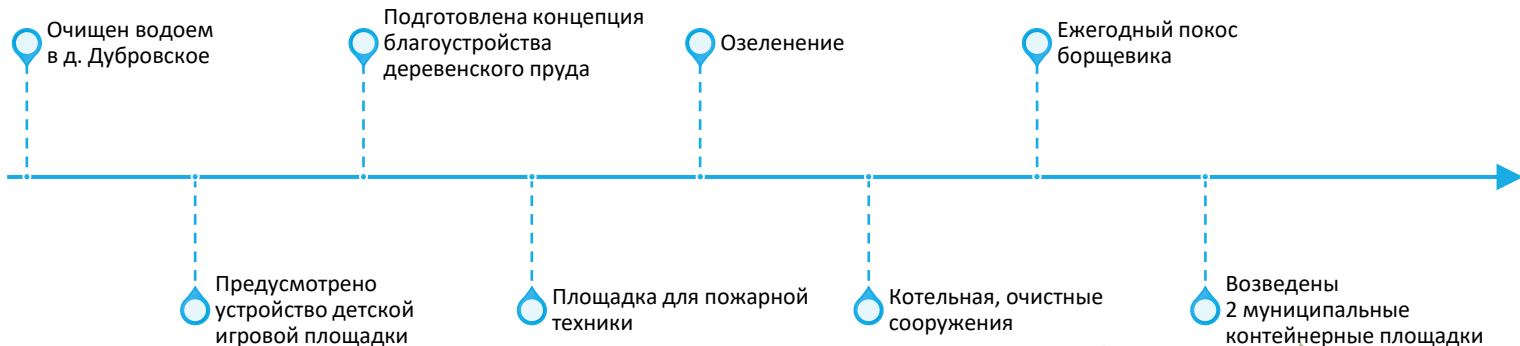 Очищен водоем
в д. Дубровское
Подготовлена концепция
благоустройства
деревенского пруда
Озеленение
Ежегодный покос
борщевика
Предусмотрено
устройство детской
игровой площадки
Площадка для пожарной
техники
Котельная, очистные
сооружения
Возведены
2 муниципальные
контейнерные площадки